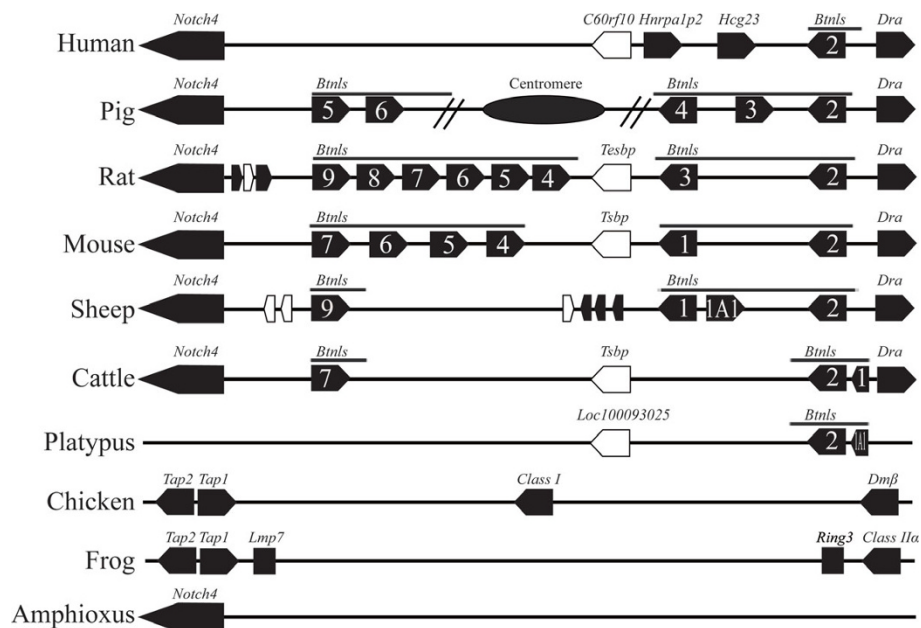 Notch4 C60rf10 Hnrpa1p2 Hcg23 Btnls Dra
Human 2
Notch4 Btnls Centromere Btnls Dra
Pig 5 6 4 3 2
Notch4 Btnls Tesbp Btnls Dra
Rat 9 8 7 6 5 4 3 2
Notch4 Btnls Tsbp Btnls Dra
Mouse 7 6 5 4 1 2
Notch4 Btnls Btnls Dra
Sheep 9 1 1A1 2
Notch4 Btnls Tsbp Btnls Dra
Cattle 7 2 1
Loc100093025 Btnls
Platypus 2 1A1
Tap2 Tap1 Class I Dmβ
Chicken
Tap2 Tap1 Lmp7 Ring3 Class IIα
Frog
Notch4
Amphioxus